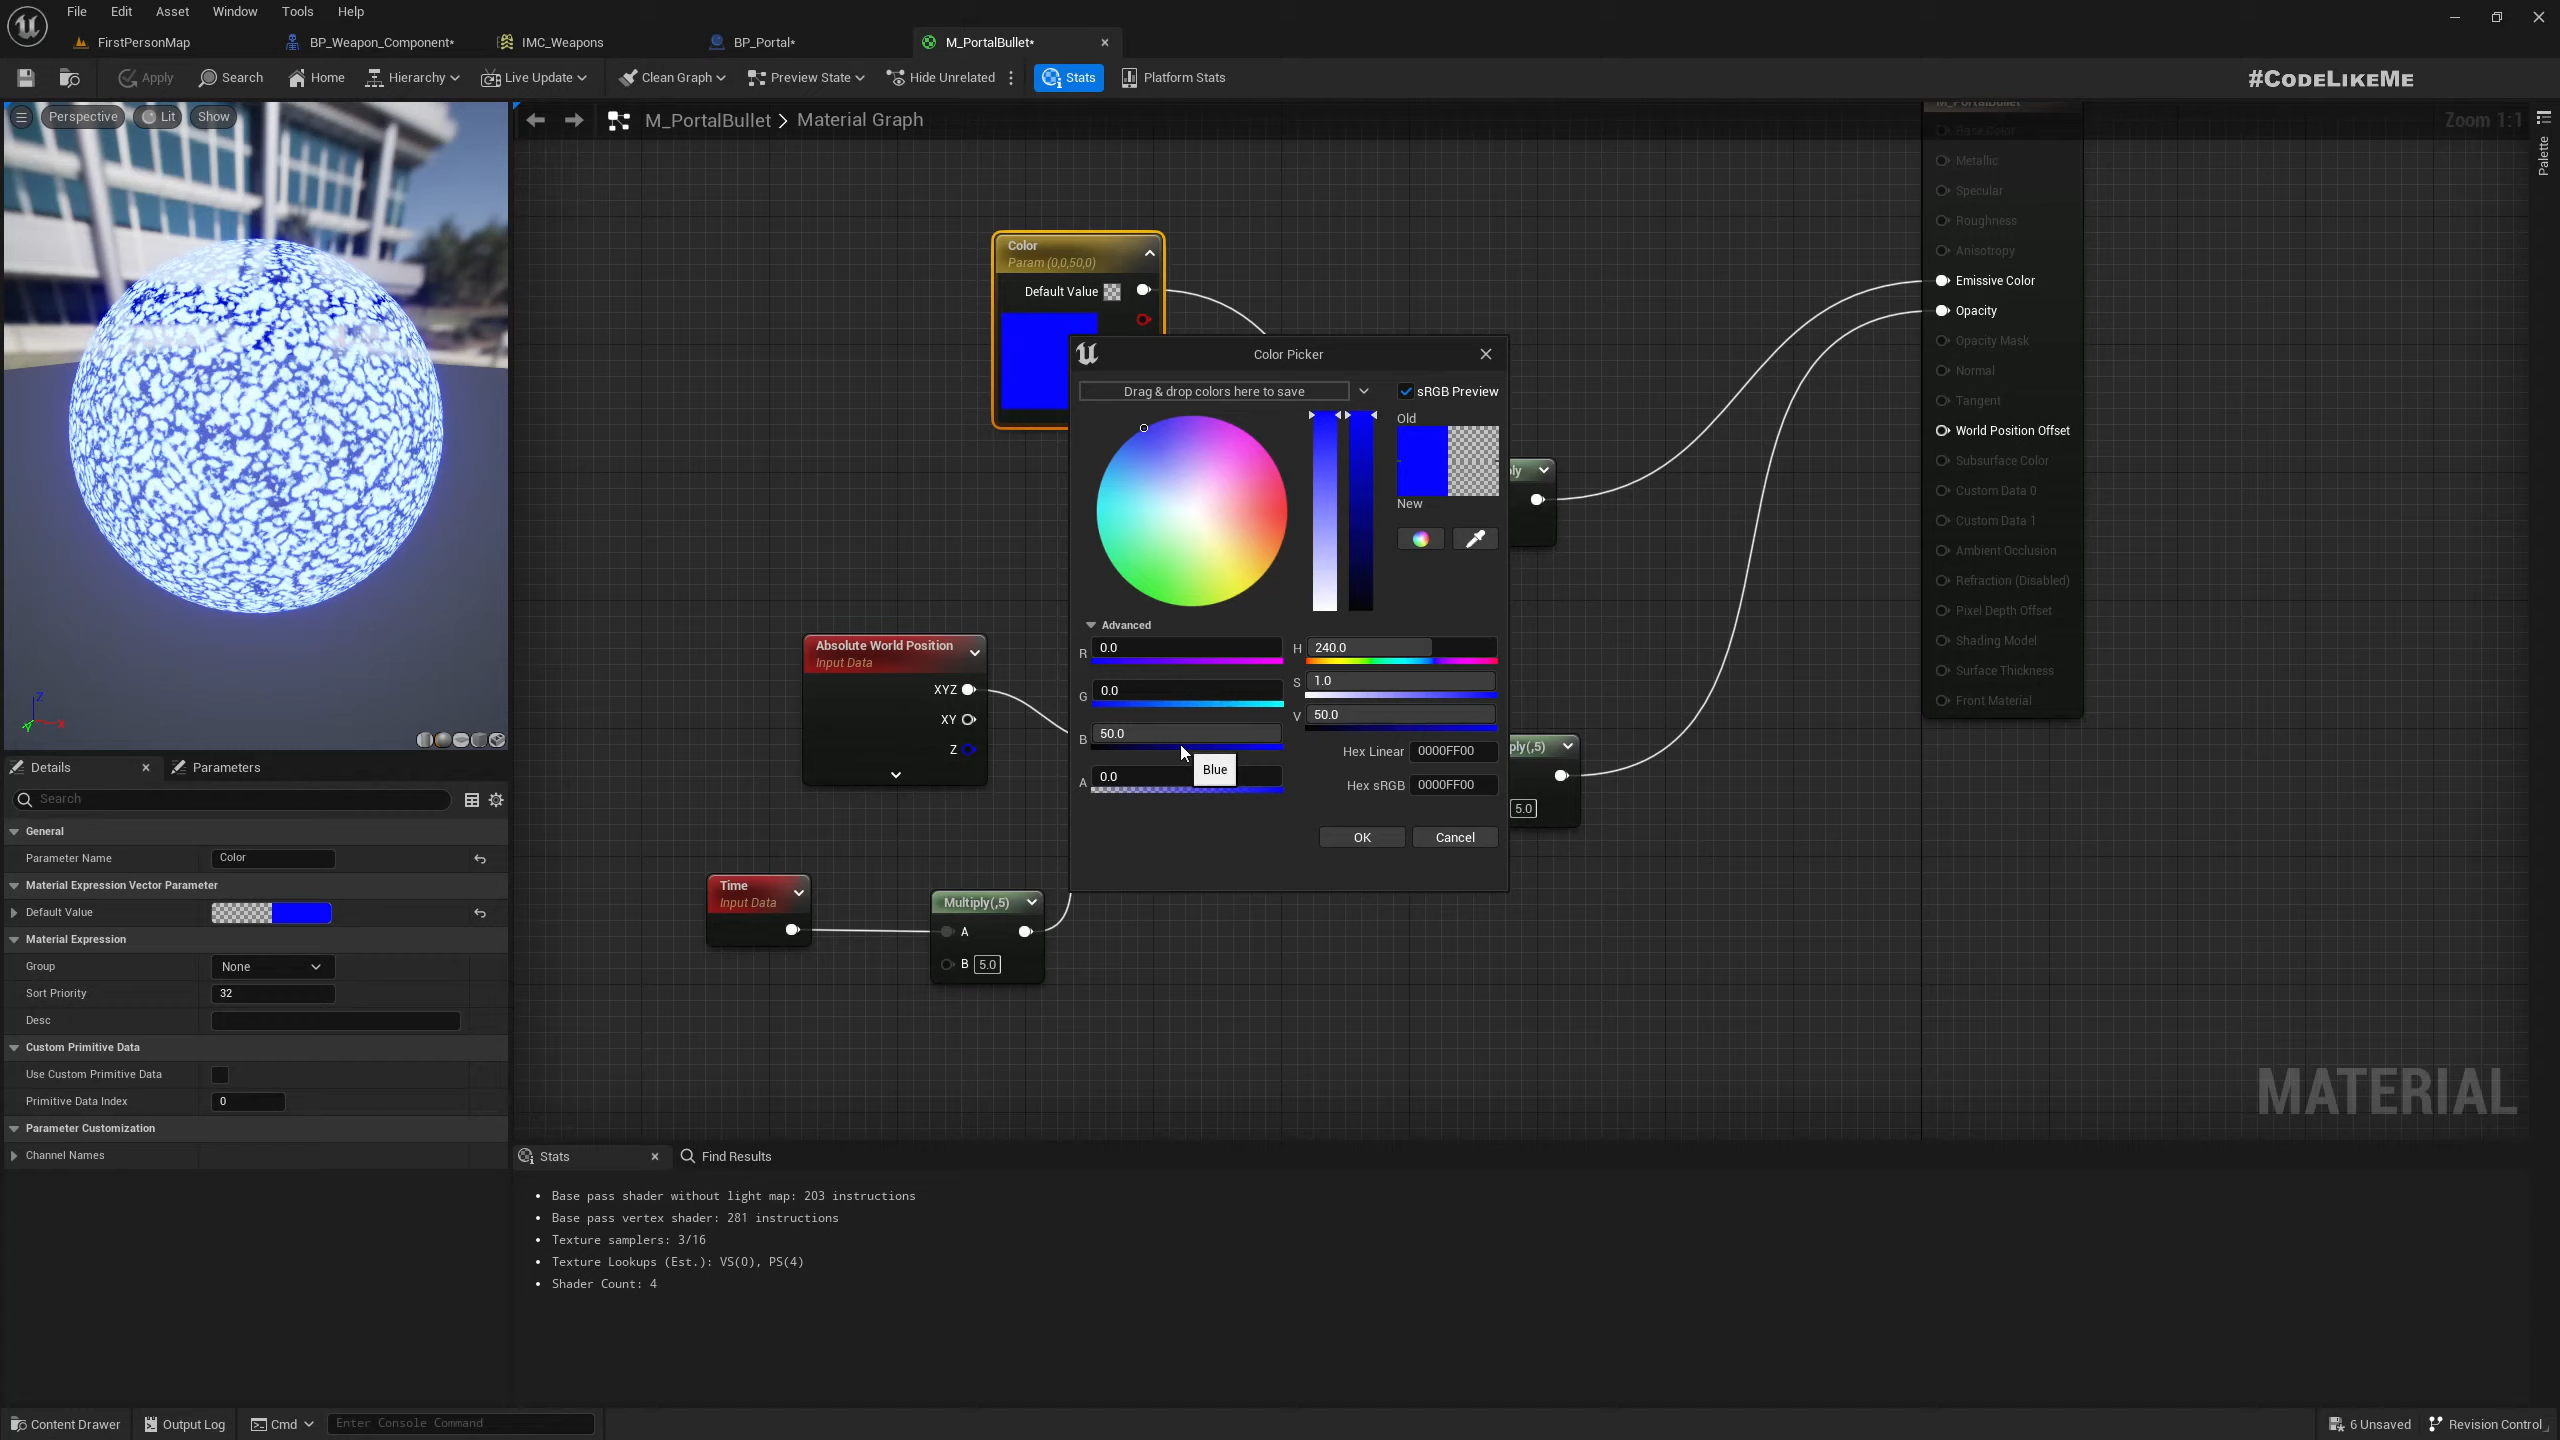 File Edit Asset Window Tools Help
FirstPersonMap BP_Weapon_Component* IMC_Weapons BP_Portal* M_PortalBullet*
Apply Search Home Hierarchy Live Update Clean Graph Preview State Hide Unrelated Stats Platform Stats
#CODELIKEME
Perspective Lit Show
M_PortalBullet > Material Graph
Zoom 1:1
Palette
M_PortalBullet
Base Color
Metallic
Specular
Roughness
Anisotropy
Emissive Color
Opacity
Opacity Mask
Normal
Tangent
World Position Offset
Subsurface Color
Custom Data 0
Custom Data 1
Ambient Occlusion
Refraction (Disabled)
Pixel Depth Offset
Shading Model
Surface Thickness
Front Material
Color
Param (0,0,50,0)
Default Value
Color Picker
Drag & drop colors here to save
sRGB Preview
Old
New
Advanced
R 0.0
G 0.0
B 50.0
A 0.0
H 240.0
S 1.0
V 50.0
Blue
Hex Linear 0000FF00
Hex sRGB 0000FF00
OK Cancel
ply
ply(,5)
5.0
Absolute World Position
Input Data
XYZ
XY
Z
Time
Input Data
Multiply(,5)
A
B 5.0
MATERIAL
Z
X
Y
Details Parameters
Search
General
Parameter Name Color
Material Expression Vector Parameter
Default Value
Material Expression
Group None
Sort Priority 32
Desc
Custom Primitive Data
Use Custom Primitive Data
Primitive Data Index 0
Parameter Customization
Channel Names
Stats Find Results
• Base pass shader without light map: 203 instructions
• Base pass vertex shader: 281 instructions
• Texture samplers: 3/16
• Texture Lookups (Est.): VS(0), PS(4)
• Shader Count: 4
Content Drawer Output Log Cmd Enter Console Command
6 Unsaved Revision Control